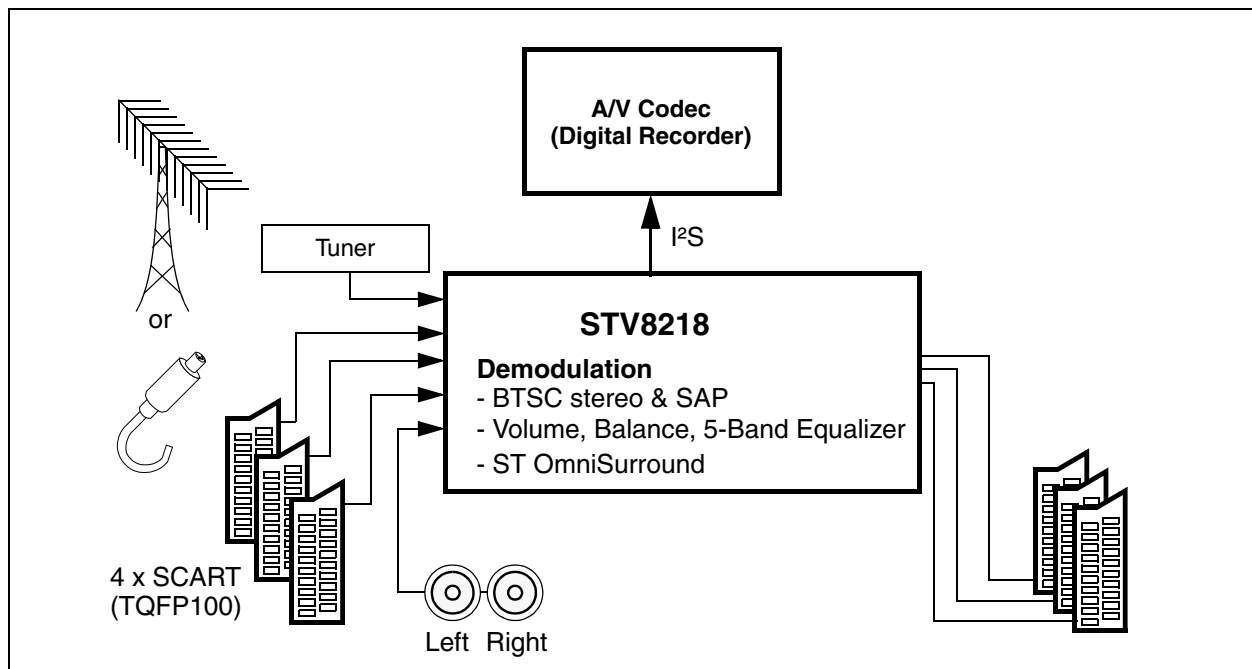 A/V Codec
(Digital Recorder)
I²S
Tuner
or
STV8218
Demodulation
- BTSC stereo & SAP
- Volume, Balance, 5-Band Equalizer
- ST OmniSurround
4 x SCART
(TQFP100)
Left Right